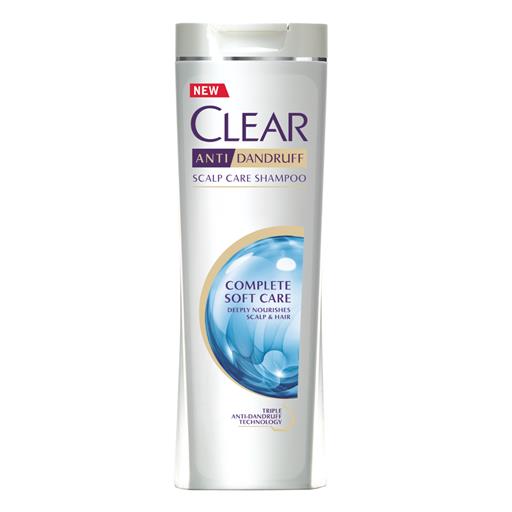 NEW
CLEAR
ANTI DANDRUFF
SCALP CARE SHAMPOO
COMPLETE
SOFT CARE
DEEPLY NOURISHES
SCALP & HAIR
TRIPLE
ANTI-DANDRUFF
TECHNOLOGY